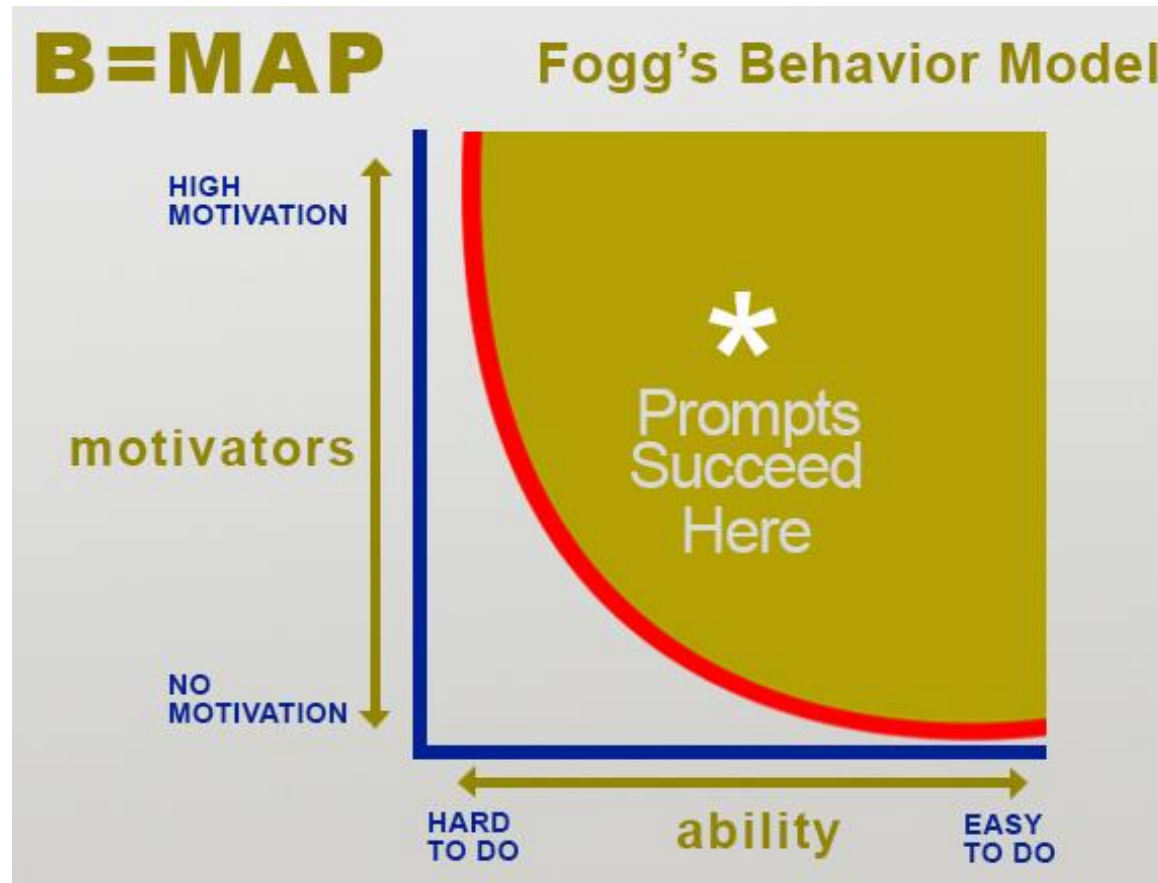 B=MAP
Fogg's Behavior Model
HIGH
MOTIVATION
motivators
NO
MOTIVATION
*
Prompts
Succeed
Here
HARD
TO DO
ability
EASY
TO DO